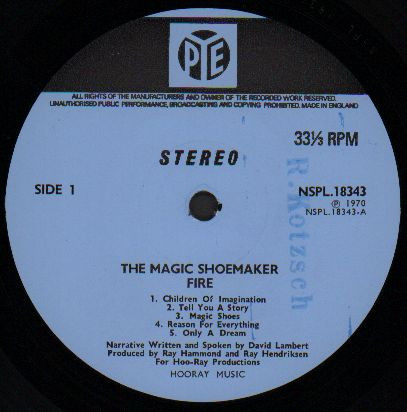 PYE
ALL RIGHTS OF THE MANUFACTURERS AND OWNER OF THE RECORDED WORK RESERVED.
UNAUTHORISED PUBLIC PERFORMANCE, BROADCASTING AND COPYING PROHIBITED. MADE IN ENGLAND
33⅓ RPM
STEREO
SIDE 1
NSPL.18343
Ⓟ 1970
NSPL.18343-A
R. Kotzsch
THE MAGIC SHOEMAKER
FIRE
1. Children Of Imagination
2. Tell You A Story
3. Magic Shoes
4. Reason For Everything
5. Only A Dream
Narrative Written and Spoken by David Lambert
Produced by Ray Hammond and Ray Hendriksen
For Hoo-Ray Productions
HOORAY MUSIC